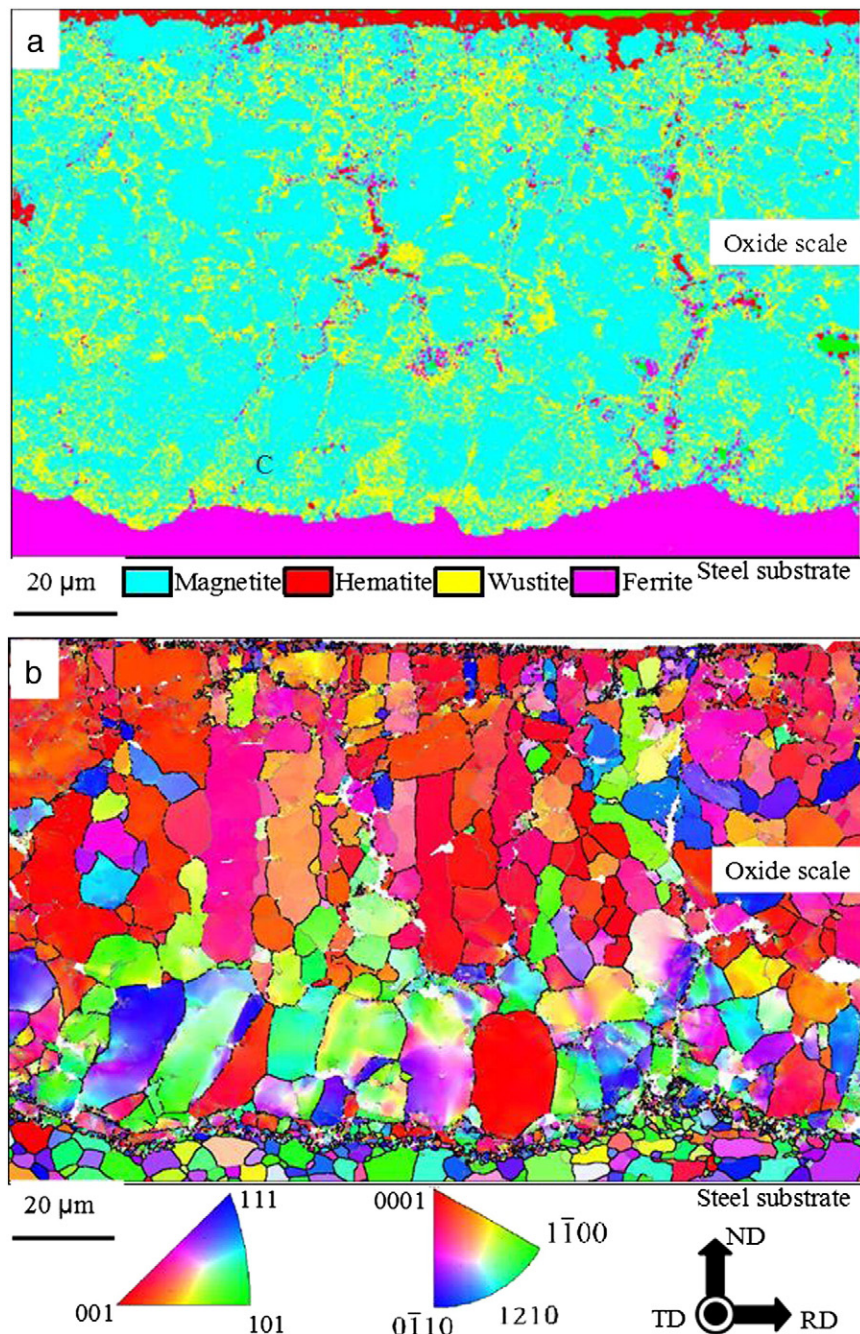 a
Oxide scale
C
Steel substrate
20 μm Magnetite Hematite Wustite Ferrite
b
Oxide scale
Steel substrate
20 μm
111
001
101
0001
11̅00
01̅10
1210
ND
TD
RD